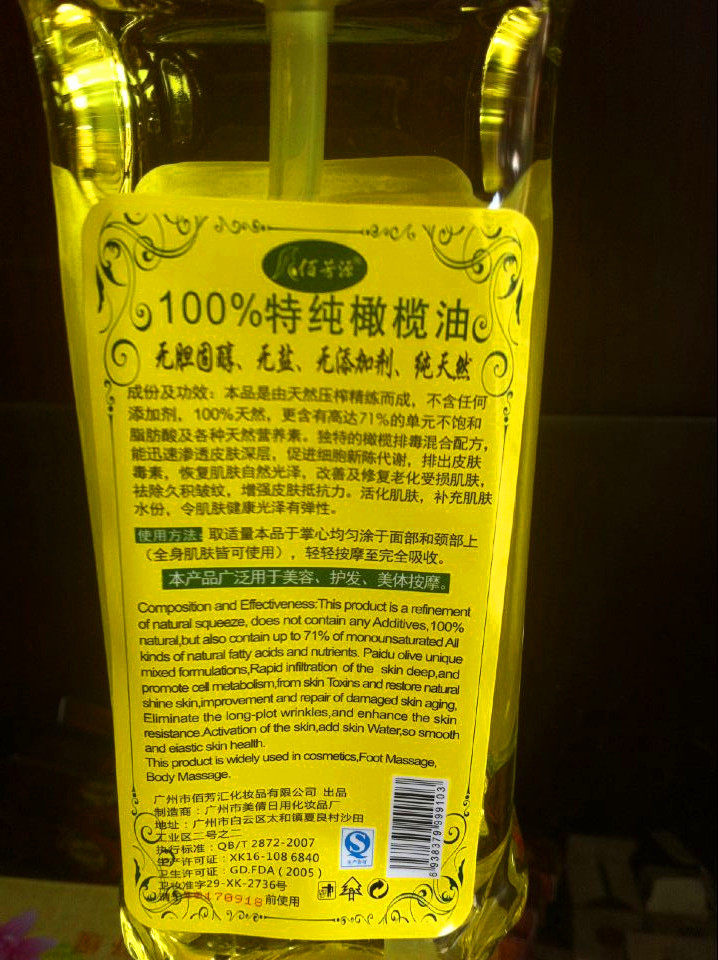 佰芳滋®
100%特纯橄榄油
无胆固醇、无盐、无添加剂、纯天然
成份及功效：本品是由天然压榨精练而成，不含任何
添加剂，100%天然，更含有高达71%的单元不饱和
脂肪酸及各种天然营养素。独特的橄榄排毒混合配方，
能迅速渗透皮肤深层，促进细胞新陈代谢，排出皮肤
毒素，恢复肌肤自然光泽，改善及修复老化受损肌肤，
祛除久积皱蚊，增强皮肤抵抗力。活化肌肤，补充肌肤
水份，令肌肤健康光泽有弹性。
使用方法：取适量本品于掌心均匀涂于面部和颈部上
（全身肌肤皆可使用），轻轻按摩至完全吸收。
本产品广泛用于美容、护发、美体按摩。
Composition and Effectiveness:This product is a refinement
of natural squeeze, does not contain any Additives,100%
natural,but also contain up to 71% of monounsaturated.All
kinds of natural fatty acids and nutrients. Paidu olive unique
mixed formulations,Rapid infiltration of the skin deep,and
promote cell metabolism,from skin Toxins and restore natural
shine skin,improvement and repair of damaged skin aging,
Eliminate the long-plot wrinkles,and enhance the skin
resistance.Activation of the skin,add skin Water,so smooth
and eiastic skin health.
This product is widely used in cosmetics,Foot Massage,
Body Massage.
广州市佰芳汇化妆品有限公司 出品
制造商：广州市美倩日用化妆品厂
地址：广州市白云区太和镇夏良村沙田
工业区二号之二
执行标准：QB/T 2872-2007
生产许可证：XK16-108 6840
卫生许可证：GD.FDA（2005）
卫妆准字29-XK-2736号
20170918前使用
6 938379 999103